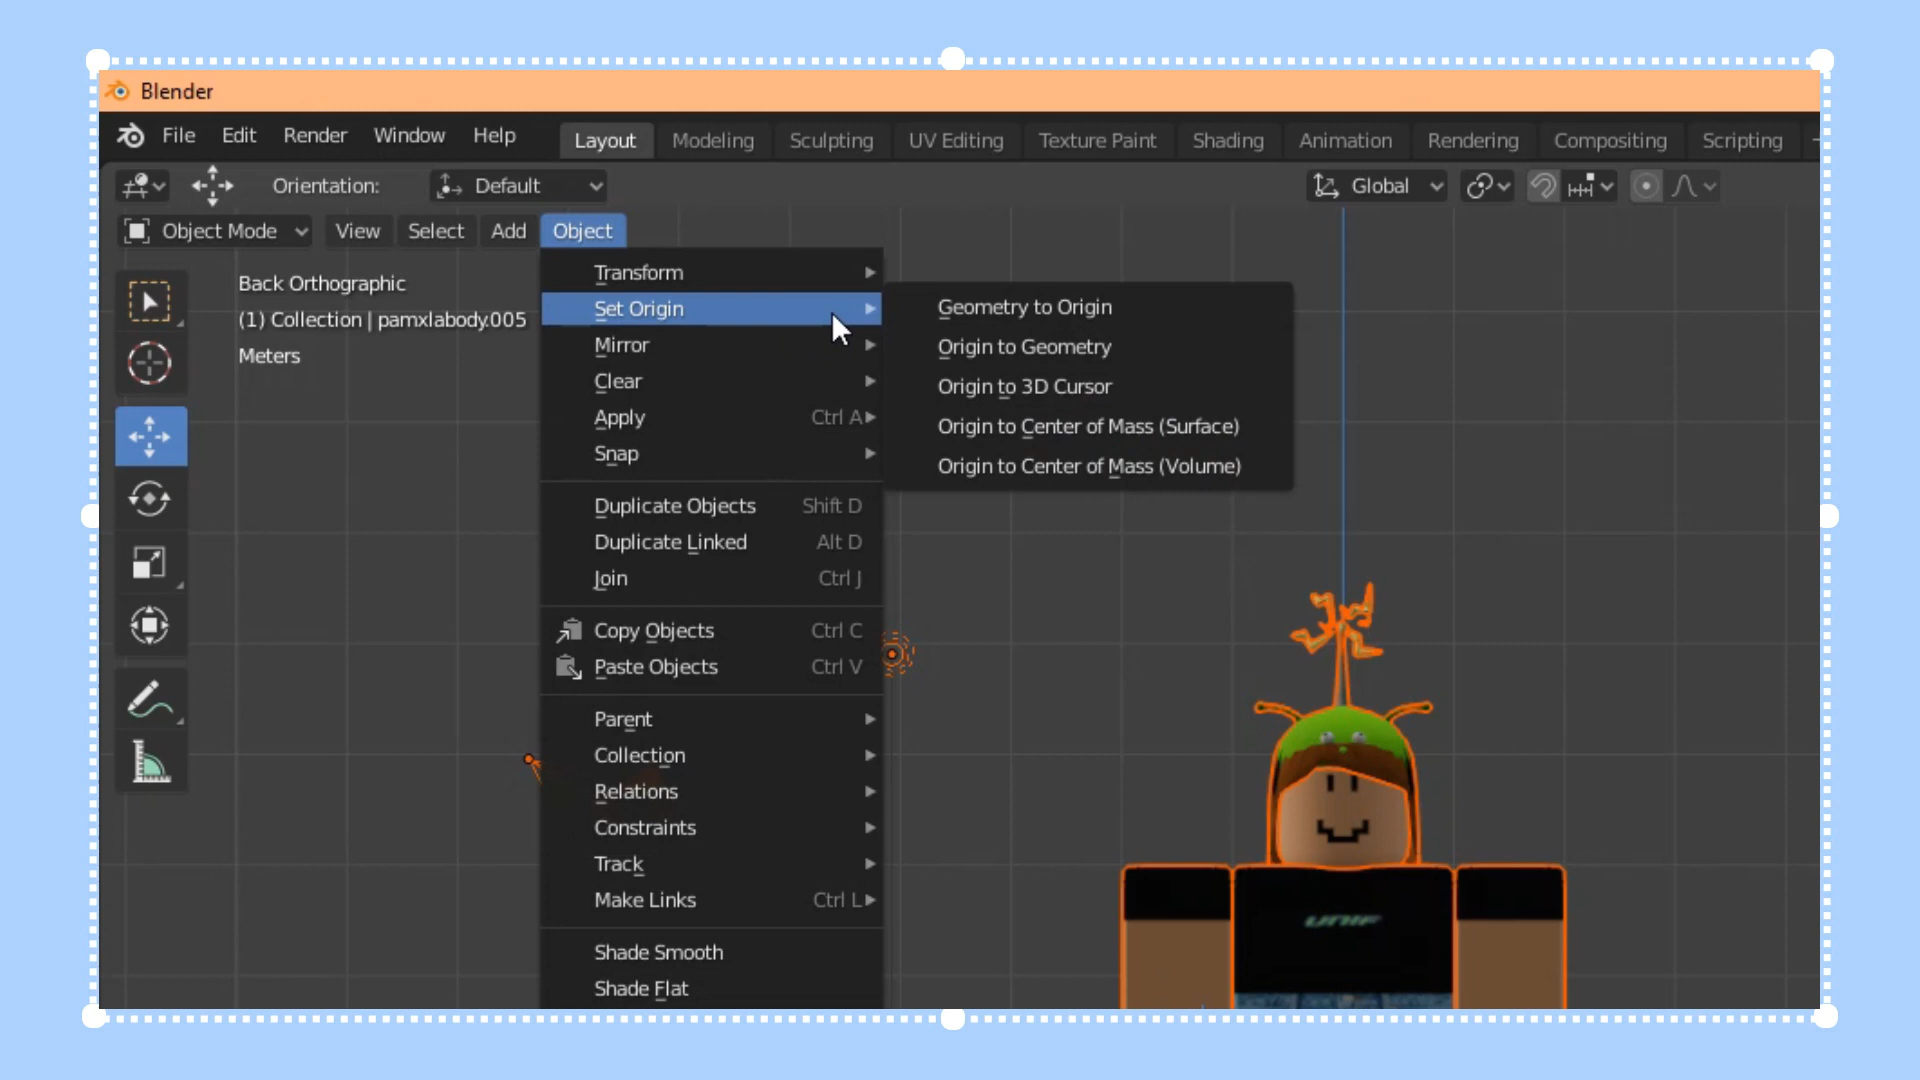 Blender
File Edit Render Window Help Layout Modeling Sculpting UV Editing Texture Paint Shading Animation Rendering Compositing Scripting
Orientation: Default Global
Object Mode View Select Add Object
Back Orthographic
(1) Collection | pamxlabody.005
Meters
Transform
Set Origin
Mirror
Clear
Apply Ctrl A
Snap
Duplicate Objects Shift D
Duplicate Linked Alt D
Join Ctrl J
Copy Objects Ctrl C
Paste Objects Ctrl V
Parent
Collection
Relations
Constraints
Track
Make Links Ctrl L
Shade Smooth
Shade Flat
Geometry to Origin
Origin to Geometry
Origin to 3D Cursor
Origin to Center of Mass (Surface)
Origin to Center of Mass (Volume)
UNIF